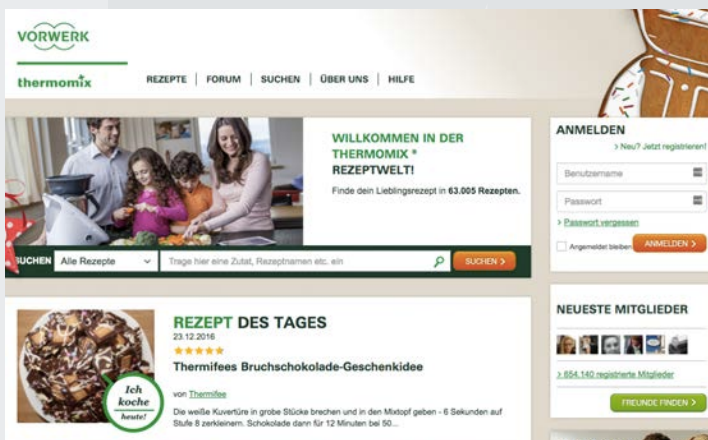 VORWERK
thermomix
REZEPTE | FORUM | SUCHEN | ÜBER UNS | HILFE
WILLKOMMEN IN DER
THERMOMIX ®
REZEPTWELT!
Finde dein Lieblingsrezept in 63.005 Rezepten.
SUCHEN Alle Rezepte Trage hier eine Zutat, Rezeptnamen etc. ein SUCHEN >
REZEPT DES TAGES
23.12.2016
Thermifees Bruchschokolade-Geschenkidee
von Thermifee
Die weiße Kuvertüre in grobe Stücke brechen und in den Mixtopf geben - 6 Sekunden auf
Stufe 8 zerkleinern. Schokolade dann für 12 Minuten bei 50...
Ich
koche
heute!
ANMELDEN
> Neu? Jetzt registrieren!
Benutzername
Passwort
> Passwort vergessen
Angemeldet bleiben ANMELDEN >
NEUESTE MITGLIEDER
> 654.140 registrierte Mitglieder
FREUNDE FINDEN >